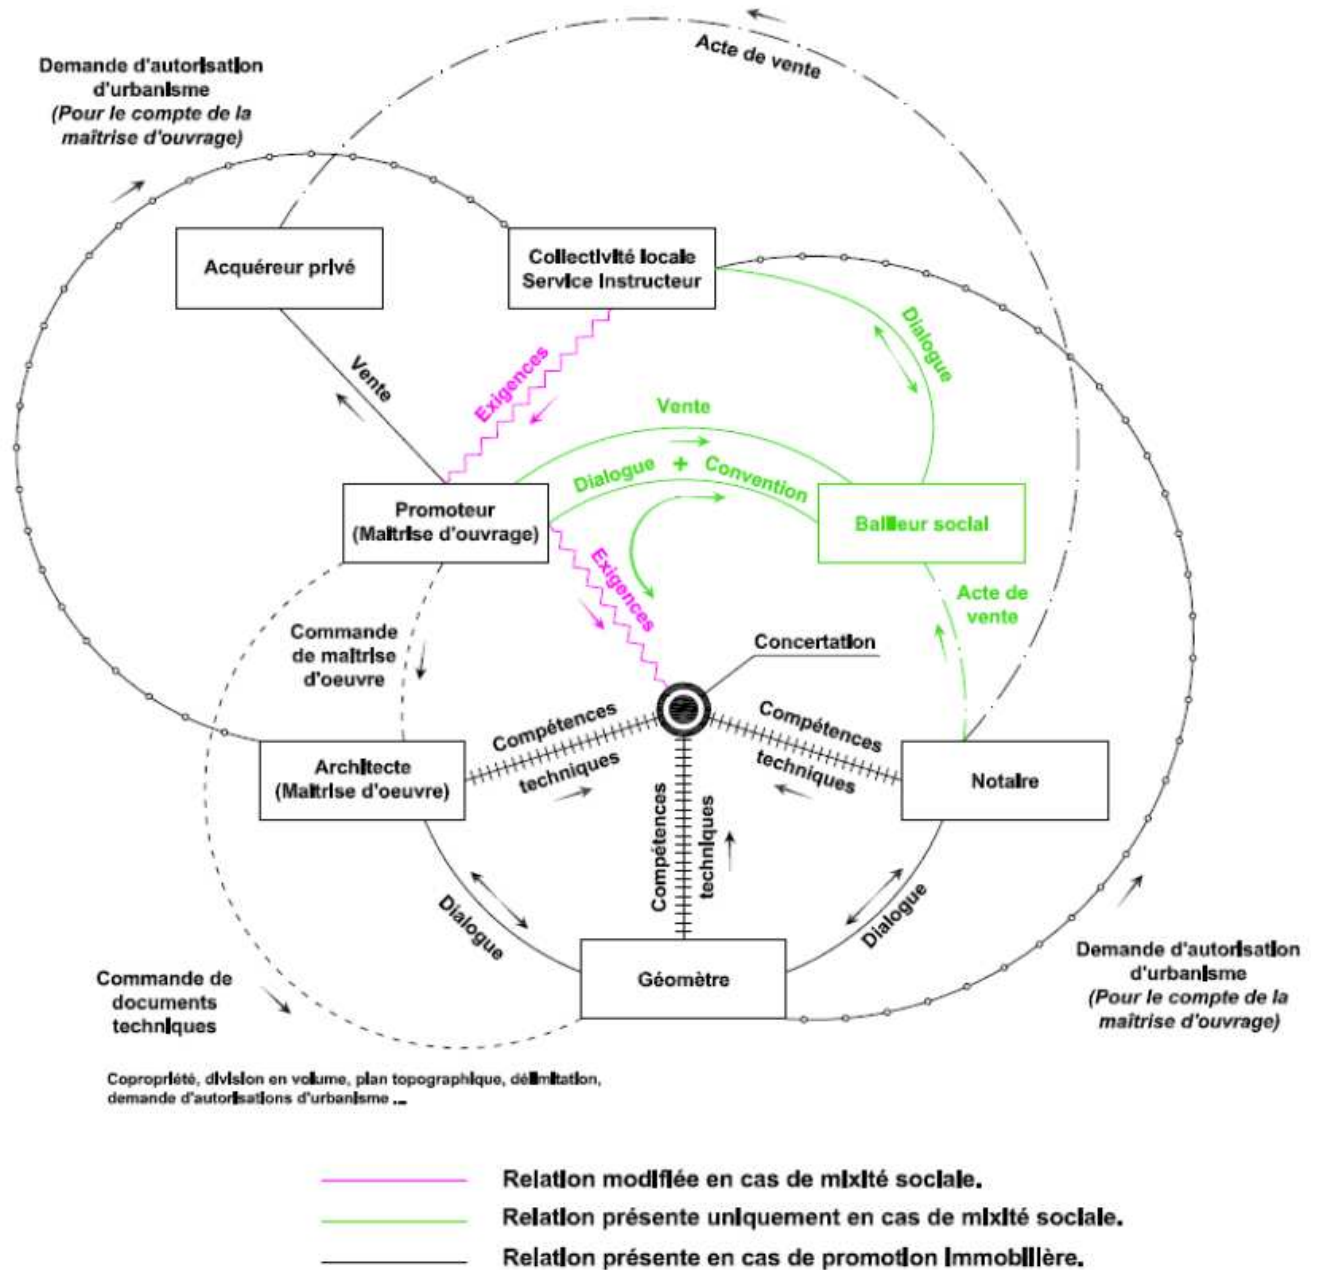 Acte de vente
Demande d'autorisation
d'urbanisme
(Pour le compte de la
maîtrise d'ouvrage)
Acquéreur privé
Collectivité locale
Service Instructeur
Dialogue
Vente
Exigences
Vente
Dialogue + Convention
Promoteur
(Maîtrise d'ouvrage)
Bailleur social
Exigences
Acte de
vente
Commande
de maîtrise
d'oeuvre
Concertation
Compétences
techniques
Compétences
techniques
Architecte
(Maîtrise d'oeuvre)
Notaire
Compétences
techniques
Dialogue
Dialogue
Géomètre
Commande de
documents
techniques
Demande d'autorisation
d'urbanisme
(Pour le compte de la
maîtrise d'ouvrage)
Copropriété, division en volume, plan topographique, délimitation,
demande d'autorisations d'urbanisme ...
Relation modifiée en cas de mixité sociale.
Relation présente uniquement en cas de mixité sociale.
Relation présente en cas de promotion immobilière.